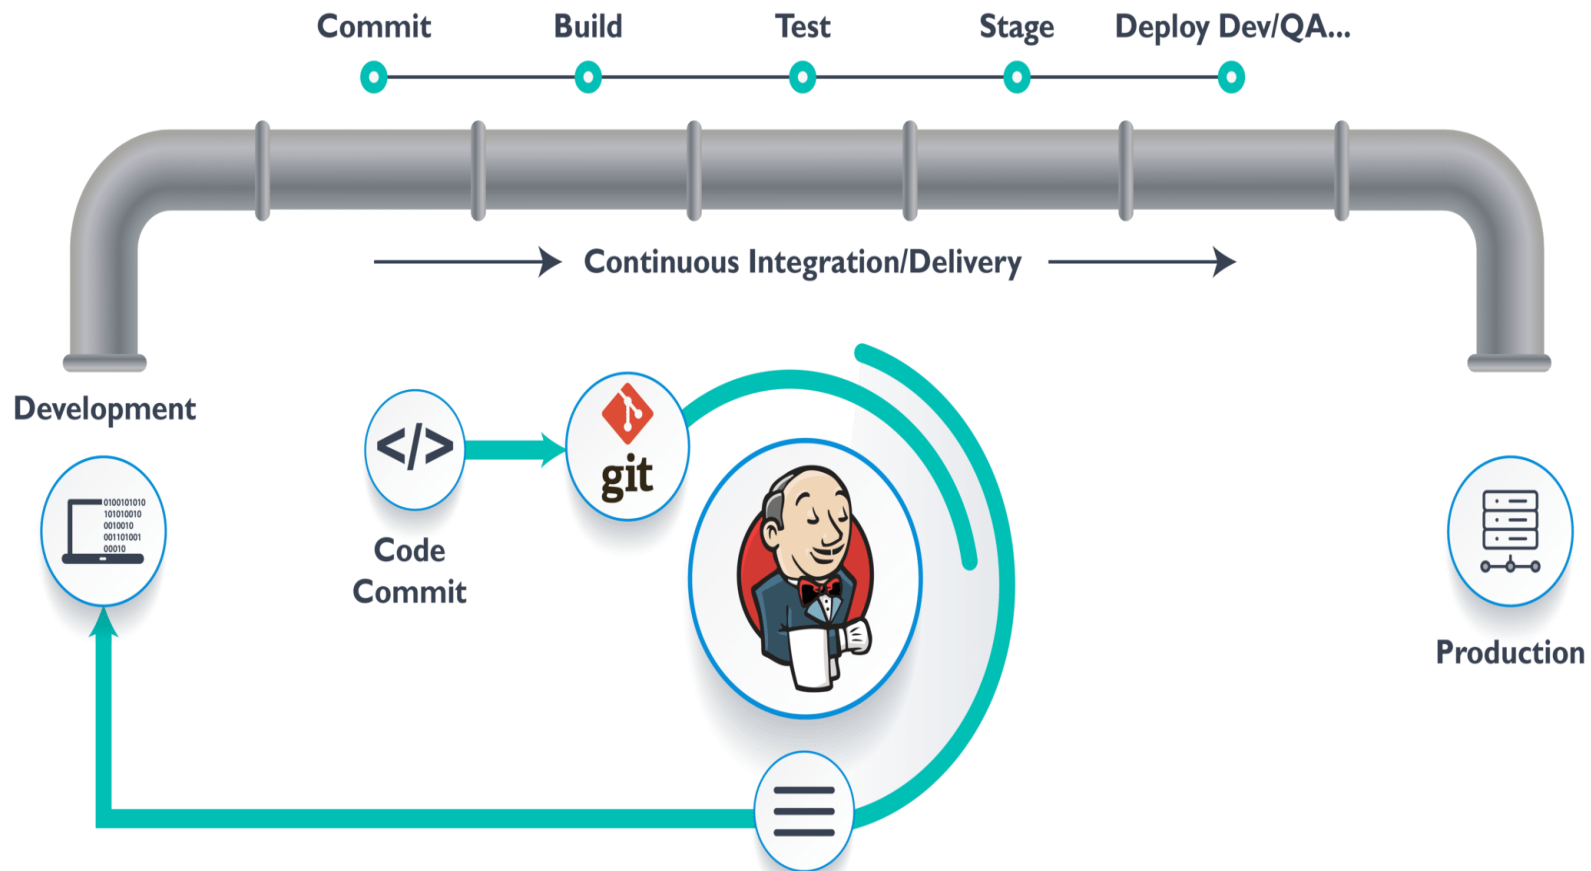 Commit
Build
Test
Stage
Deploy Dev/QA...
Continuous Integration/Delivery
Development
0100101010
101010010
0010010
001101001
00010
</>
git
Code
Commit
Production